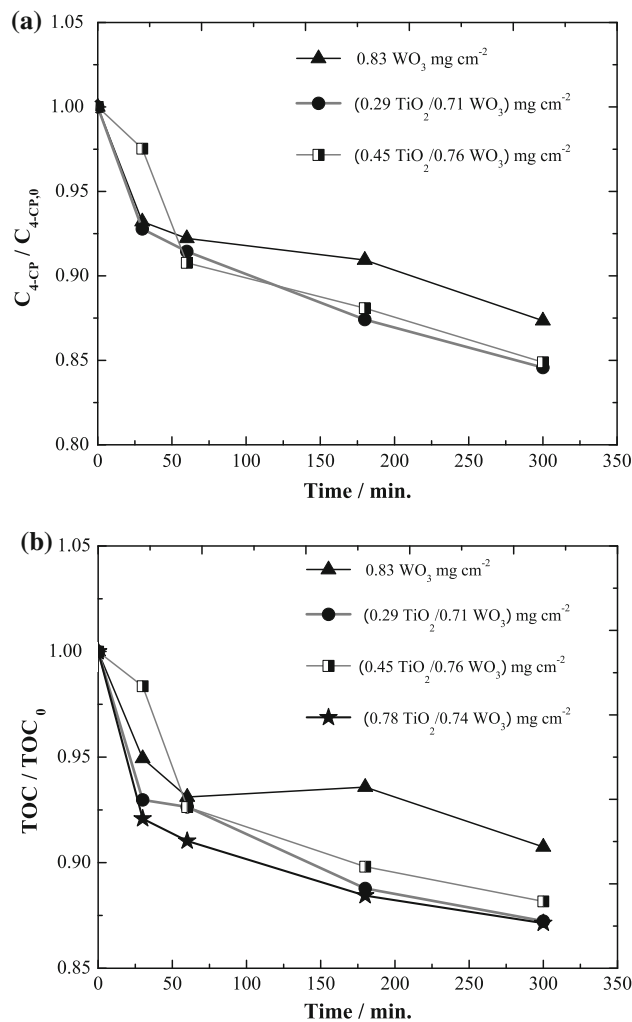 (a)
1.05
1.00
0.95
0.90
0.85
0.80
C4-CP / C4-CP,0
0.83 WO3 mg cm-2
(0.29 TiO2/0.71 WO3) mg cm-2
(0.45 TiO2/0.76 WO3) mg cm-2
0 50 100 150 200 250 300 350
Time / min.
(b)
1.05
1.00
0.95
0.90
0.85
TOC / TOC0
0.83 WO3 mg cm-2
(0.29 TiO2/0.71 WO3) mg cm-2
(0.45 TiO2/0.76 WO3) mg cm-2
(0.78 TiO2/0.74 WO3) mg cm-2
0 50 100 150 200 250 300 350
Time / min.